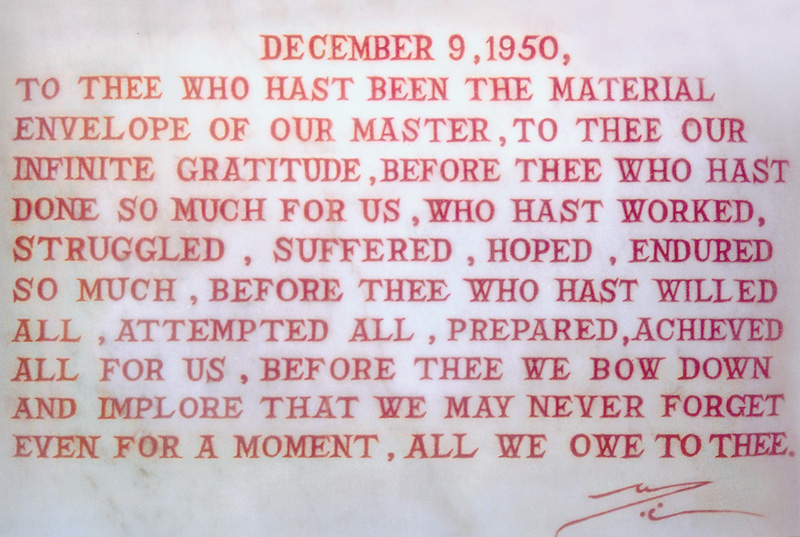 DECEMBER 9,1950,
TO THEE WHO HAST BEEN THE MATERIAL
ENVELOPE OF OUR MASTER,TO THEE OUR
INFINITE GRATITUDE,BEFORE THEE WHO HAST
DONE SO MUCH FOR US,WHO HAST WORKED,
STRUGGLED , SUFFERED , HOPED , ENDURED
SO MUCH ,BEFORE THEE WHO HAST WILLED
ALL ,ATTEMPTED ALL ,PREPARED,ACHIEVED
ALL FOR US ,BEFORE THEE WE BOW DOWN
AND IMPLORE THAT WE MAY NEVER FORGET
EVEN FOR A MOMENT,ALL WE OWE TO THEE.